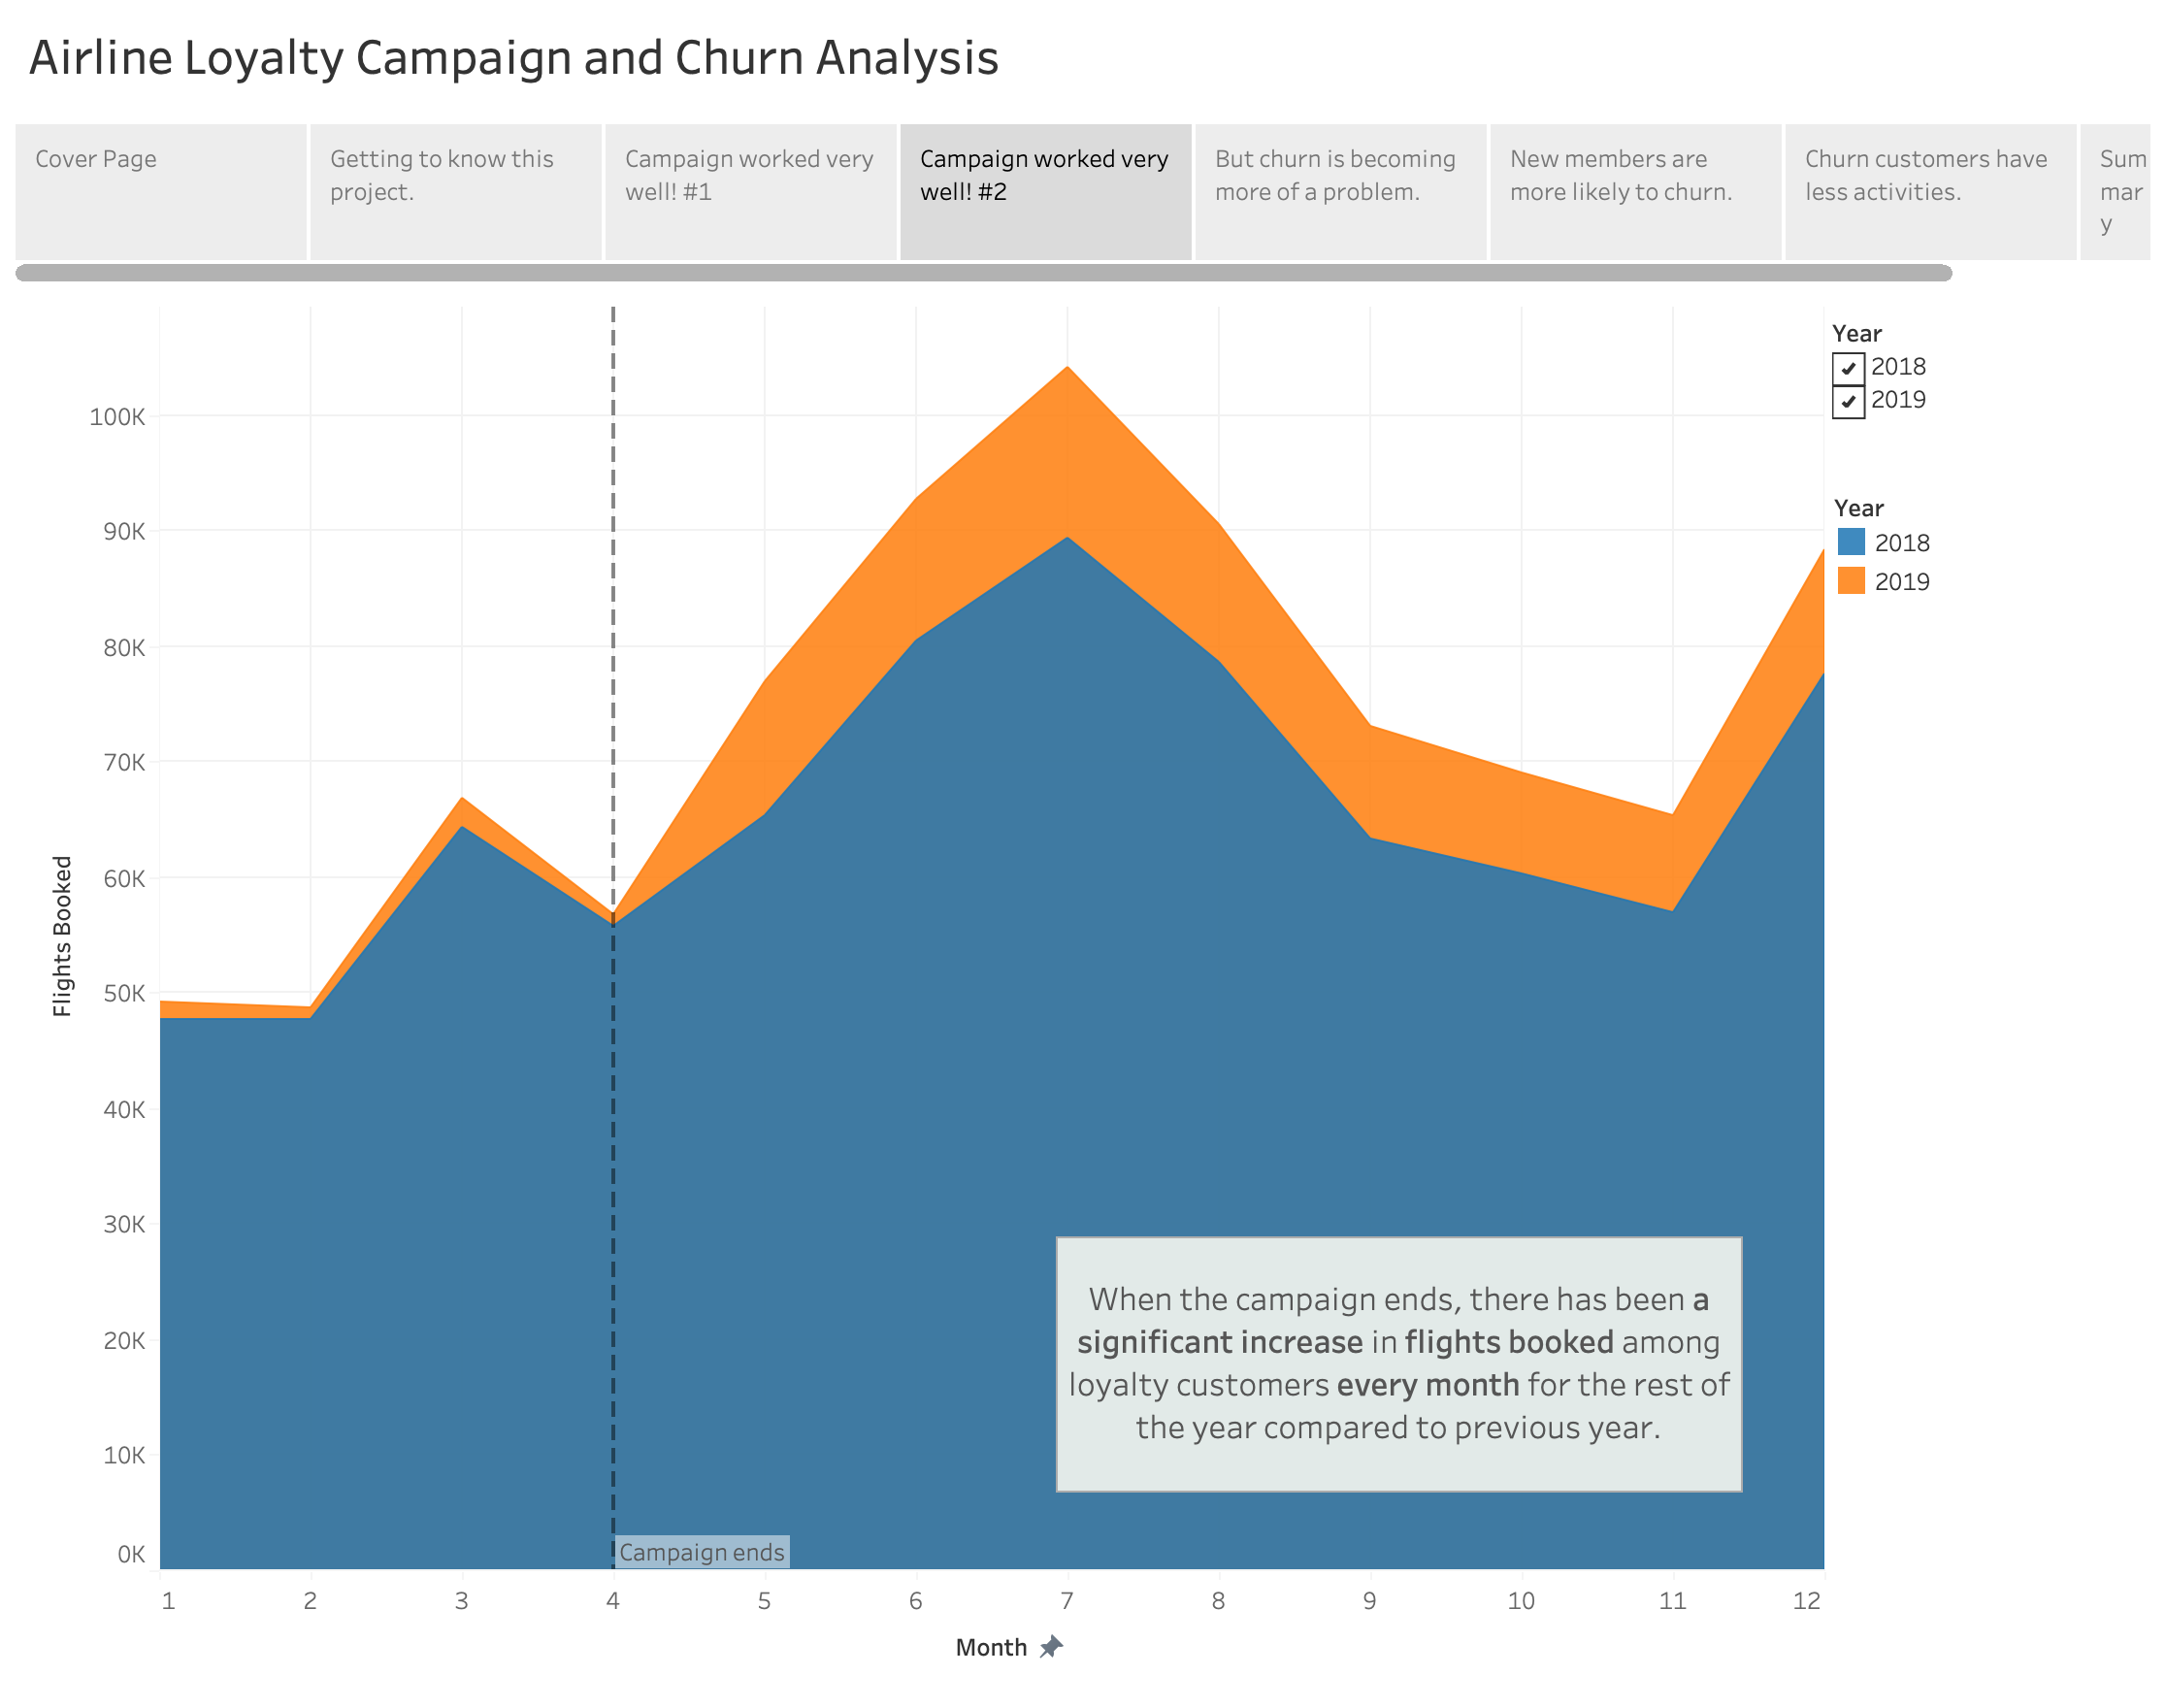 Airline Loyalty Campaign and Churn Analysis
Cover Page
Getting to know this
project.
Campaign worked very
well! #1
Campaign worked very
well! #2
But churn is becoming
more of a problem.
New members are
more likely to churn.
Churn customers have
less activities.
Sum
mar
y
Year
2018
2019
Year
2018
2019
Flights Booked
100K
90K
80K
70K
60K
50K
40K
30K
20K
10K
0K
When the campaign ends, there has been a
significant increase in flights booked among
loyalty customers every month for the rest of
the year compared to previous year.
Campaign ends
1 2 3 4 5 6 7 8 9 10 11 12
Month